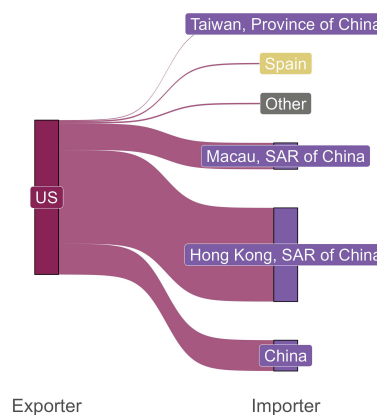 Taiwan, Province of China
Spain
Other
Macau, SAR of China
US
Hong Kong, SAR of China
China
Exporter Importer